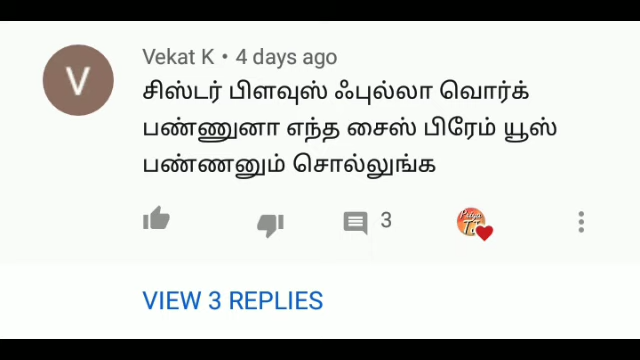 Vekat K • 4 days ago
சிஸ்டர் பிளவுஸ் ஃபுல்லா வொர்க்
பண்ணுனா எந்த சைஸ் பிரேம் யூஸ்
பண்ணனும் சொல்லுங்க
3
VIEW 3 REPLIES